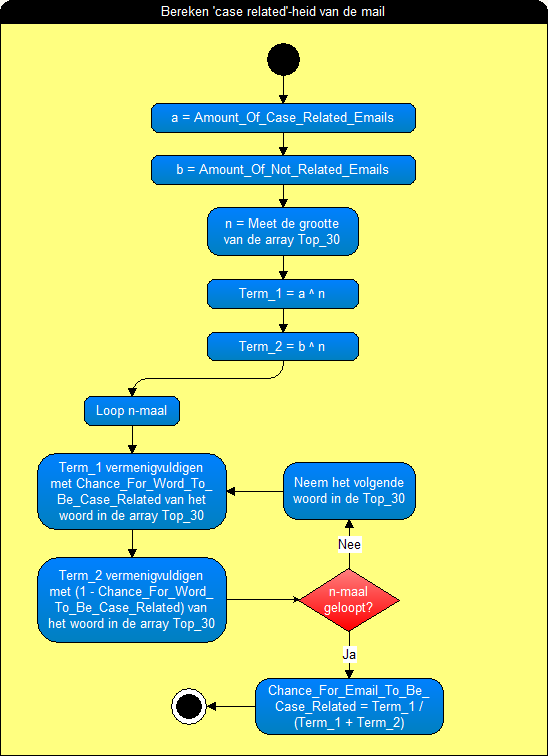 Bereken 'case related'-heid van de mail
a = Amount_Of_Case_Related_Emails
b = Amount_Of_Not_Related_Emails
n = Meet de grootte
van de array Top_30
Term_1 = a ^ n
Term_2 = b ^ n
Loop n-maal
Term_1 vermenigvuldigen
met Chance_For_Word_To_
Be_Case_Related van het
woord in de array Top_30
Neem het volgende
woord in de Top_30
Nee
Term_2 vermenigvuldigen
met (1 - Chance_For_Word_
To_Be_Case_Related) van
het woord in de array Top_30
n-maal
geloopt?
Ja
Chance_For_Email_To_Be_
Case_Related = Term_1 /
(Term_1 + Term_2)